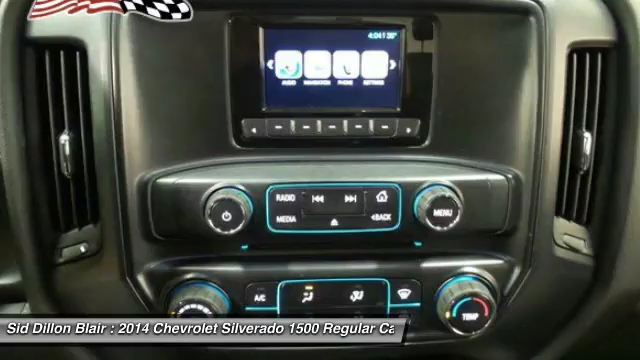 4:04 | 36°
AUDIO NAVIGATION PHONE SETTINGS
RADIO
MENU
MEDIA <BACK
A/C
TEMP
Sid Dillon Blair : 2014 Chevrolet Silverado 1500 Regular Ca